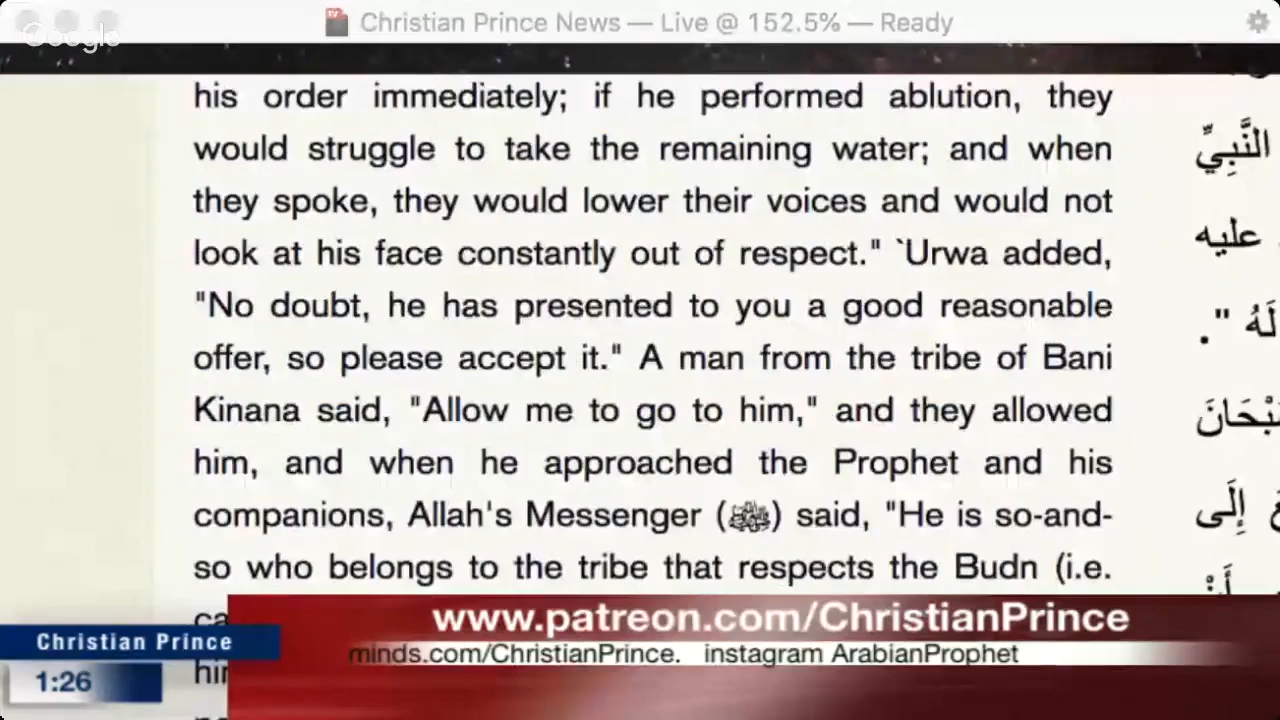 Christian Prince News — Live @ 152.5% — Ready
Google
his order immediately; if he performed ablution, they
would struggle to take the remaining water; and when
they spoke, they would lower their voices and would not
look at his face constantly out of respect." `Urwa added,
"No doubt, he has presented to you a good reasonable
offer, so please accept it." A man from the tribe of Bani
Kinana said, "Allow me to go to him," and they allowed
him, and when he approached the Prophet and his
companions, Allah's Messenger (ﷺ) said, "He is so-and-
so who belongs to the tribe that respects the Budn (i.e.
النَّبِيِّ
عليه
لَهُ ".
إِلَى
www.patreon.com/ChristianPrince
Christian Prince
minds.com/ChristianPrince. instagram ArabianProphet
1:26